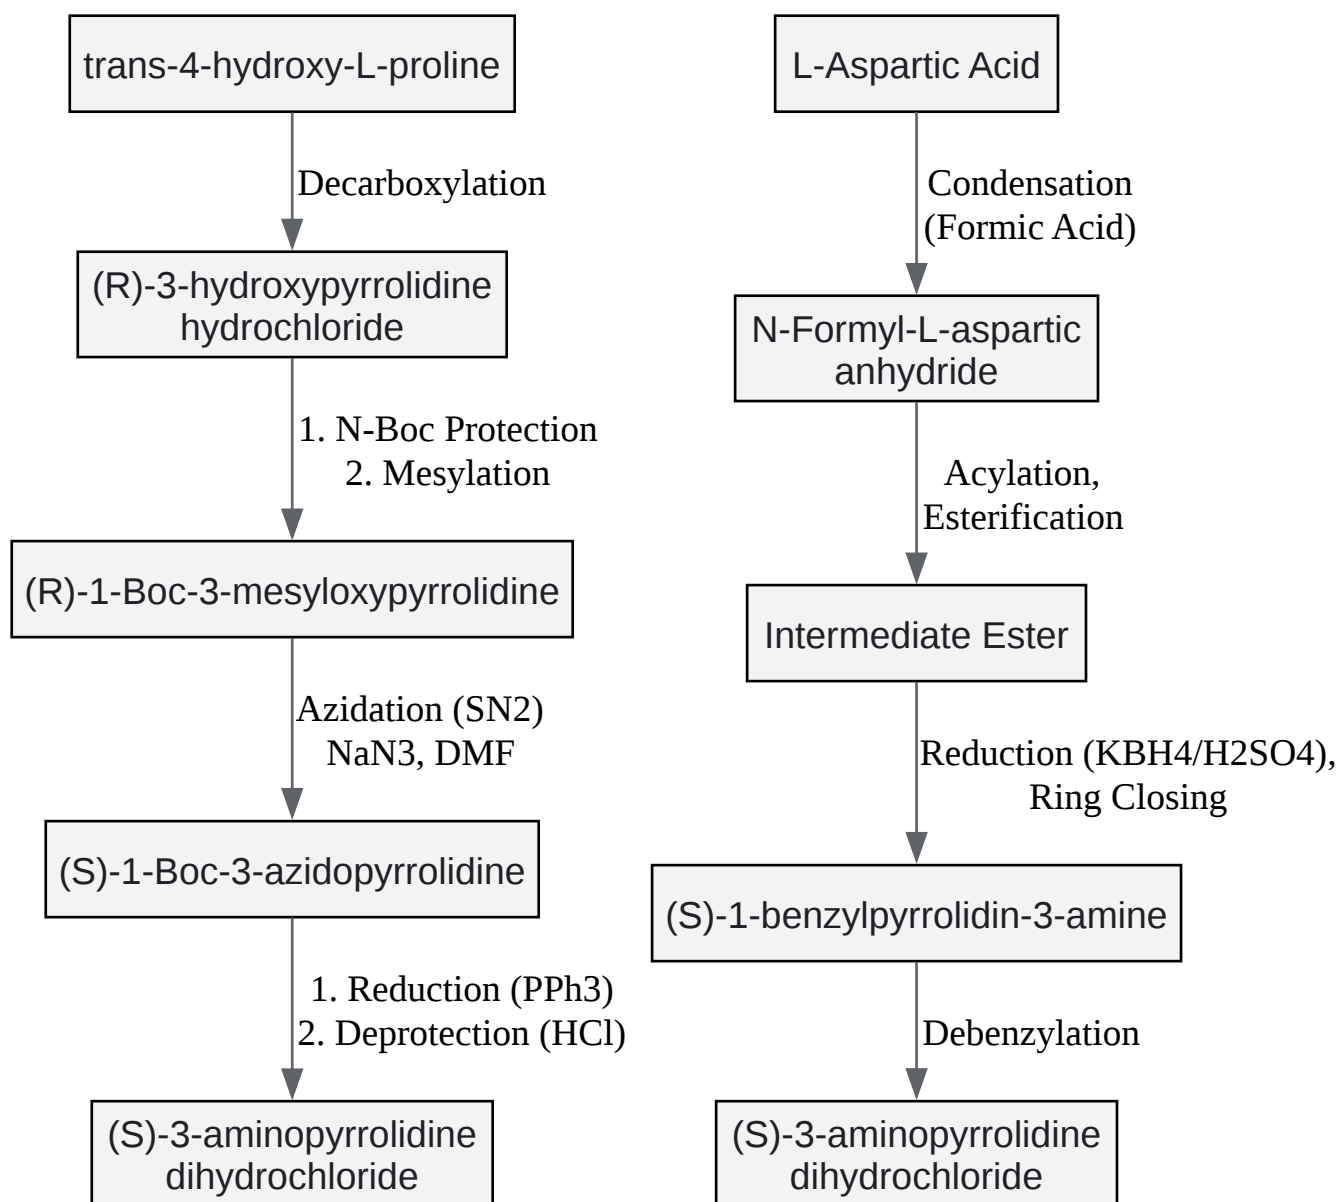 trans-4-hydroxy-L-proline
Decarboxylation
(R)-3-hydroxypyrrolidine
hydrochloride
1. N-Boc Protection
2. Mesylation
(R)-1-Boc-3-mesyloxypyrrolidine
Azidation (SN2)
NaN3, DMF
(S)-1-Boc-3-azidopyrrolidine
1. Reduction (PPh3)
2. Deprotection (HCl)
(S)-3-aminopyrrolidine
dihydrochloride
L-Aspartic Acid
Condensation
(Formic Acid)
N-Formyl-L-aspartic
anhydride
Acylation,
Esterification
Intermediate Ester
Reduction (KBH4/H2SO4),
Ring Closing
(S)-1-benzylpyrrolidin-3-amine
Debenzylation
(S)-3-aminopyrrolidine
dihydrochloride